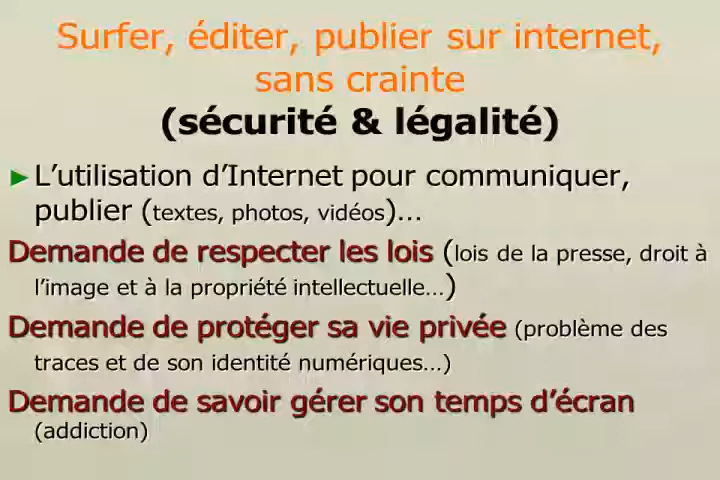 Surfer, éditer, publier sur internet,
sans crainte
(sécurité & légalité)
►L’utilisation d’Internet pour communiquer,
publier (textes, photos, vidéos)…
Demande de respecter les lois (lois de la presse, droit à
l’image et à la propriété intellectuelle…)
Demande de protéger sa vie privée (problème des
traces et de son identité numériques…)
Demande de savoir gérer son temps d’écran
(addiction)